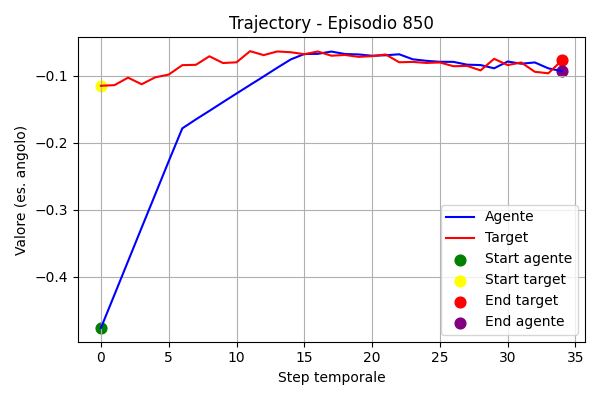 Trajectory - Episodio 850
Valore (es. angolo)
−0.1
−0.2
−0.3
−0.4
0
5
10
15
20
25
30
35
Step temporale
Agente
Target
Start agente
Start target
End target
End agente